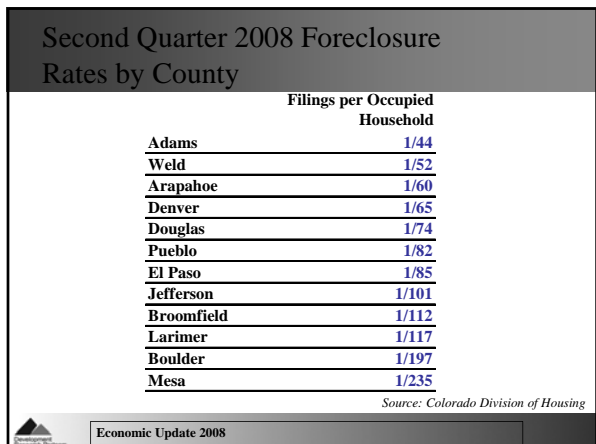 Second Quarter 2008 Foreclosure
Rates by County
Filings per Occupied
Household
Adams 1/44
Weld 1/52
Arapahoe 1/60
Denver 1/65
Douglas 1/74
Pueblo 1/82
El Paso 1/85
Jefferson 1/101
Broomfield 1/112
Larimer 1/117
Boulder 1/197
Mesa 1/235
Source: Colorado Division of Housing
Development
Economic Update 2008